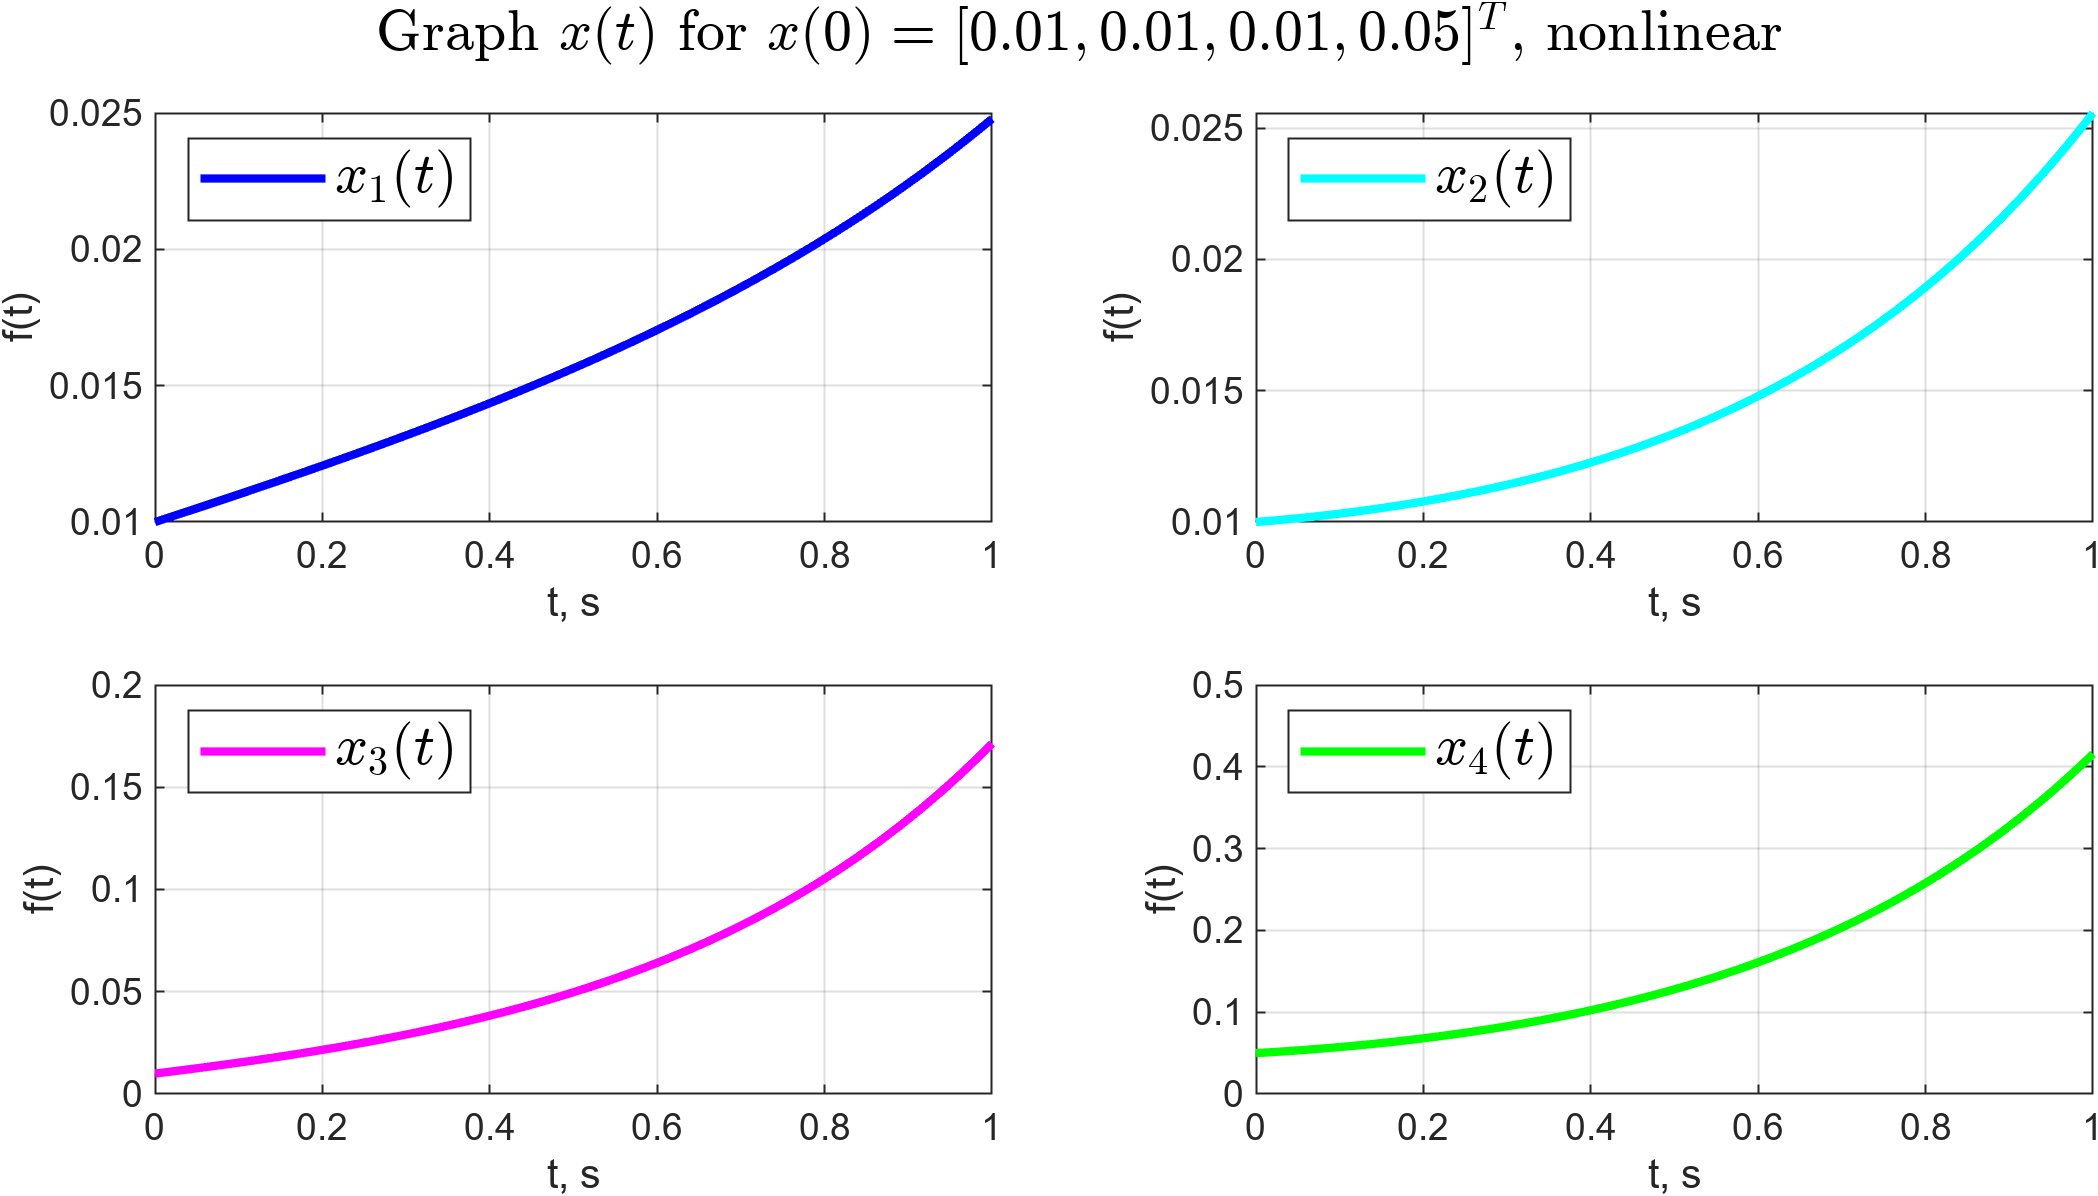 Graph x(t) for x(0) = [0.01, 0.01, 0.01, 0.05]^T, nonlinear
0.025
0.02
0.015
0.01
f(t)
x_1(t)
0 0.2 0.4 0.6 0.8 1
t, s
0.025
0.02
0.015
0.01
f(t)
x_2(t)
0 0.2 0.4 0.6 0.8 1
t, s
0.2
0.15
0.1
0.05
0
f(t)
x_3(t)
0 0.2 0.4 0.6 0.8 1
t, s
0.5
0.4
0.3
0.2
0.1
0
f(t)
x_4(t)
0 0.2 0.4 0.6 0.8 1
t, s